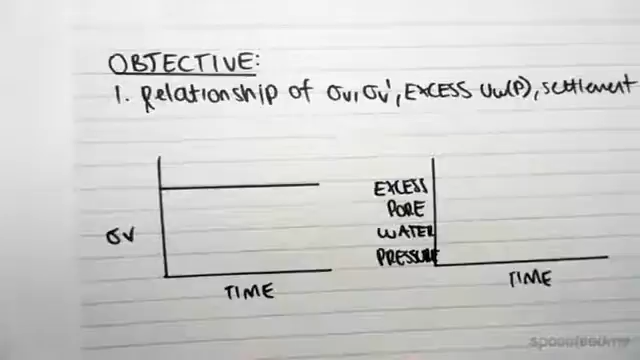 OBJECTIVE:
1. Relationship of σv, σv', EXCESS Uw(P), settlement
EXCESS
PORE
σv WATER
PRESSURE
TIME TIME